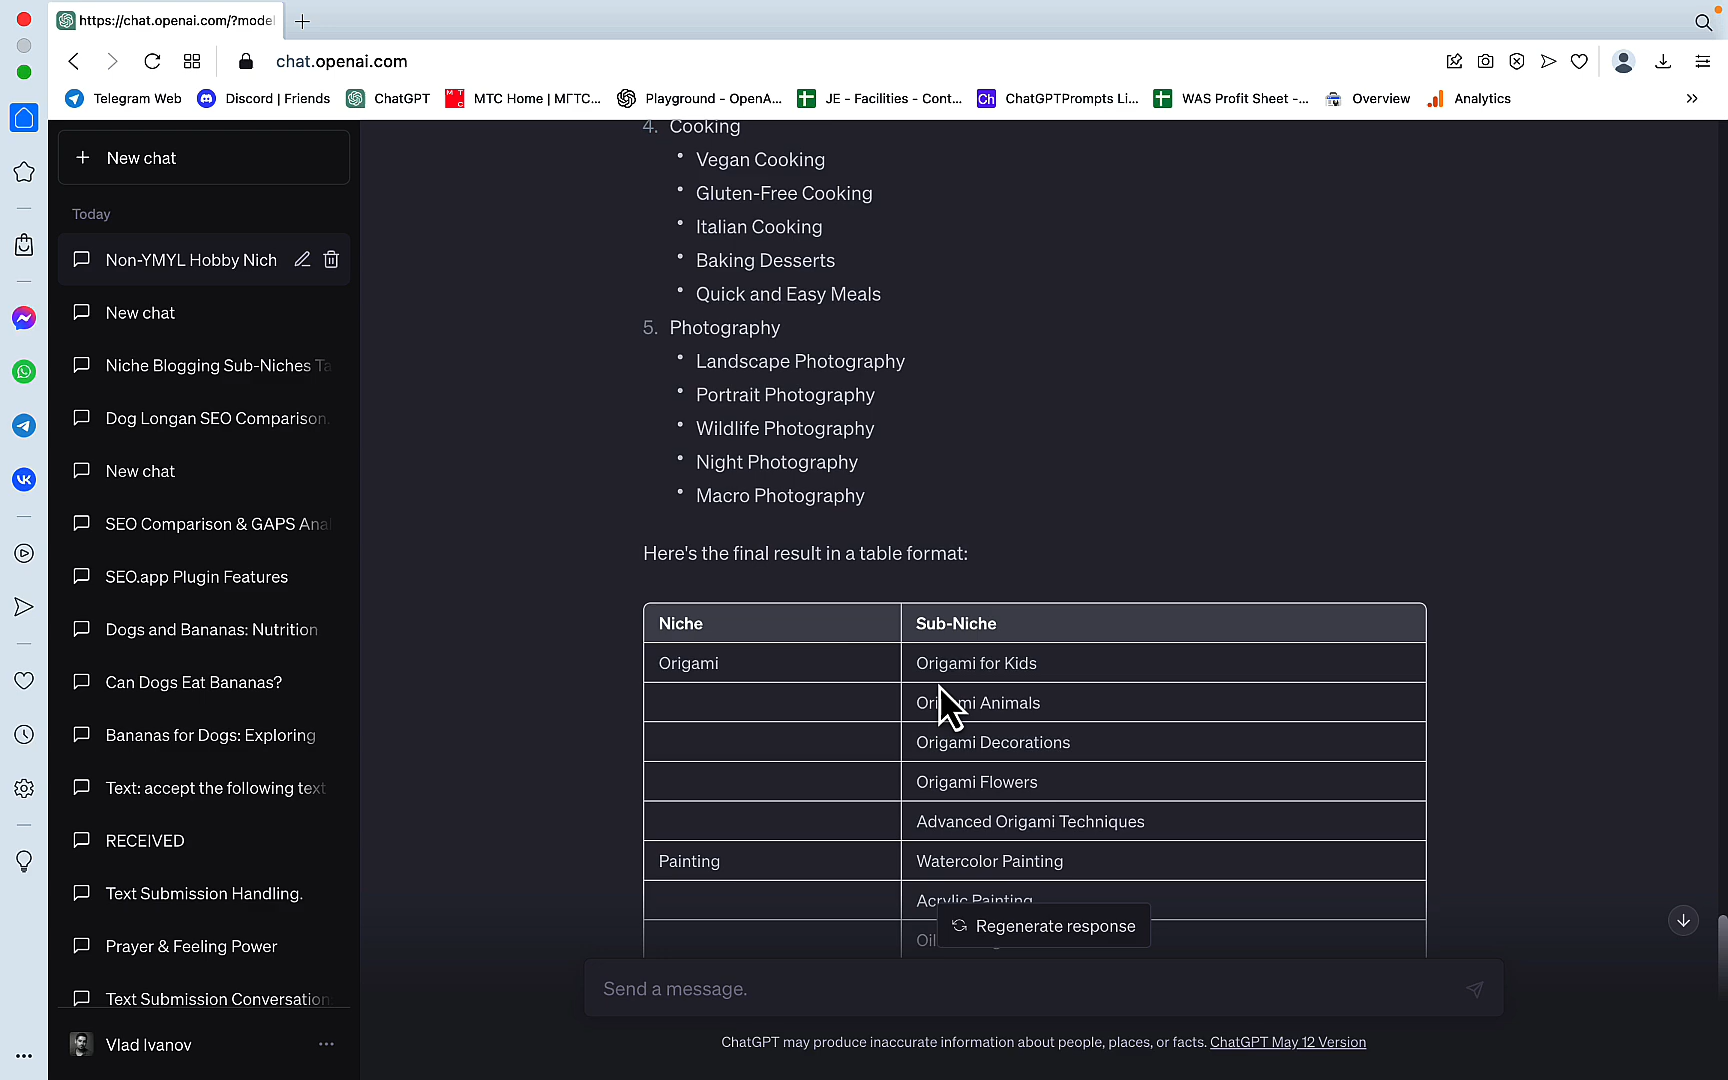 https://chat.openai.com/?model
chat.openai.com
Telegram Web
Discord | Friends
ChatGPT
MTC Home | МГТС...
Playground - OpenA...
JE - Facilities - Cont...
Ch
ChatGPTPrompts Li...
WAS Profit Sheet -...
Overview
Analytics
New chat
Today
Non-YMYL Hobby Nich
New chat
Niche Blogging Sub-Niches Ta
Dog Longan SEO Comparison.
New chat
SEO Comparison & GAPS Anal
SEO.app Plugin Features
Dogs and Bananas: Nutrition
Can Dogs Eat Bananas?
Bananas for Dogs: Exploring
Text: accept the following text
RECEIVED
Text Submission Handling.
Prayer & Feeling Power
Text Submission Conversation
Vlad Ivanov
4. Cooking
• Vegan Cooking
• Gluten-Free Cooking
• Italian Cooking
• Baking Desserts
• Quick and Easy Meals
5. Photography
• Landscape Photography
• Portrait Photography
• Wildlife Photography
• Night Photography
• Macro Photography
Here's the final result in a table format:
Niche Sub-Niche
Origami Origami for Kids
Origami Animals
Origami Decorations
Origami Flowers
Advanced Origami Techniques
Painting Watercolor Painting
Acrylic Painting
Oil
Regenerate response
Send a message.
ChatGPT may produce inaccurate information about people, places, or facts. ChatGPT May 12 Version